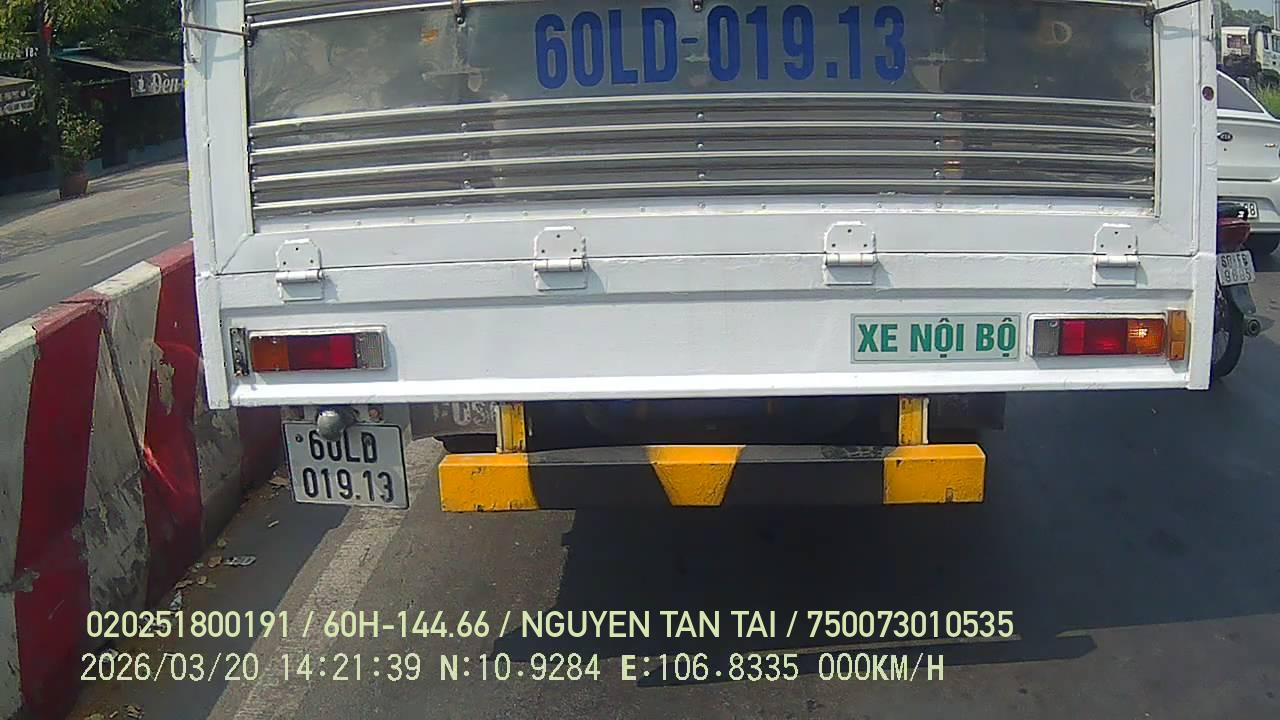 60LD-019.13
Đèn
XE NỘI BỘ
60LD
019.13
020251800191 / 60H-144.66 / NGUYEN TAN TAI / 750073010535
2026/03/20 14:21:39 N:10.9284 E:106.8335 000KM/H